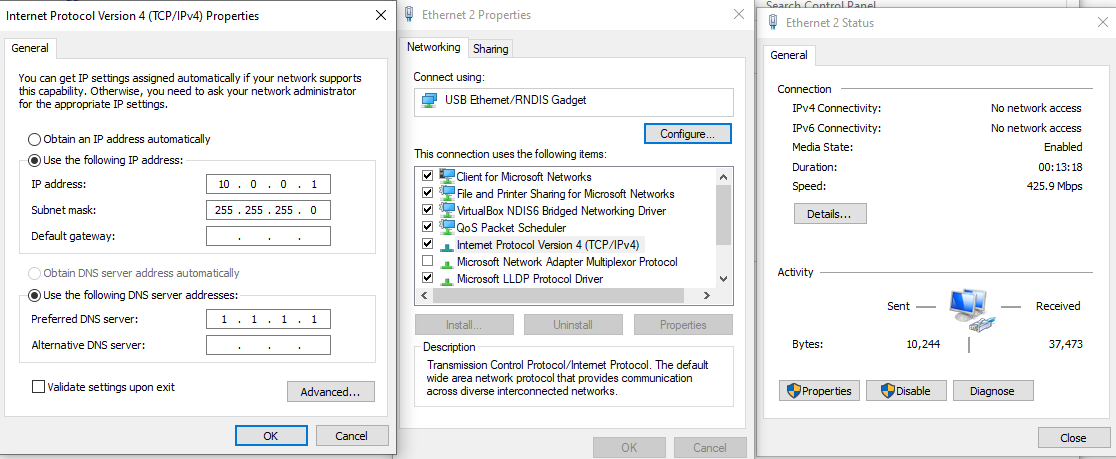 Internet Protocol Version 4 (TCP/IPv4) Properties
General
You can get IP settings assigned automatically if your network supports
this capability. Otherwise, you need to ask your network administrator
for the appropriate IP settings.
Obtain an IP address automatically
Use the following IP address:
IP address:
10 . 0 . 0 . 1
Subnet mask:
255 . 255 . 255 . 0
Default gateway:
. . .
Obtain DNS server address automatically
Use the following DNS server addresses:
Preferred DNS server:
1 . 1 . 1 . 1
Alternative DNS server:
. . .
Validate settings upon exit
Advanced...
OK
Cancel
Ethernet 2 Properties
Networking
Sharing
Connect using:
USB Ethernet/RNDIS Gadget
Configure...
This connection uses the following items:
Client for Microsoft Networks
File and Printer Sharing for Microsoft Networks
VirtualBox NDIS6 Bridged Networking Driver
QoS Packet Scheduler
Internet Protocol Version 4 (TCP/IPv4)
Microsoft Network Adapter Multiplexor Protocol
Microsoft LLDP Protocol Driver
Install...
Uninstall
Properties
Description
Transmission Control Protocol/Internet Protocol. The default
wide area network protocol that provides communication
across diverse interconnected networks.
OK
Cancel
Search Control Panel
Ethernet 2 Status
General
Connection
IPv4 Connectivity:
No network access
IPv6 Connectivity:
No network access
Media State:
Enabled
Duration:
00:13:18
Speed:
425.9 Mbps
Details...
Activity
Sent
Received
Bytes:
10,244
37,473
Properties
Disable
Diagnose
Close